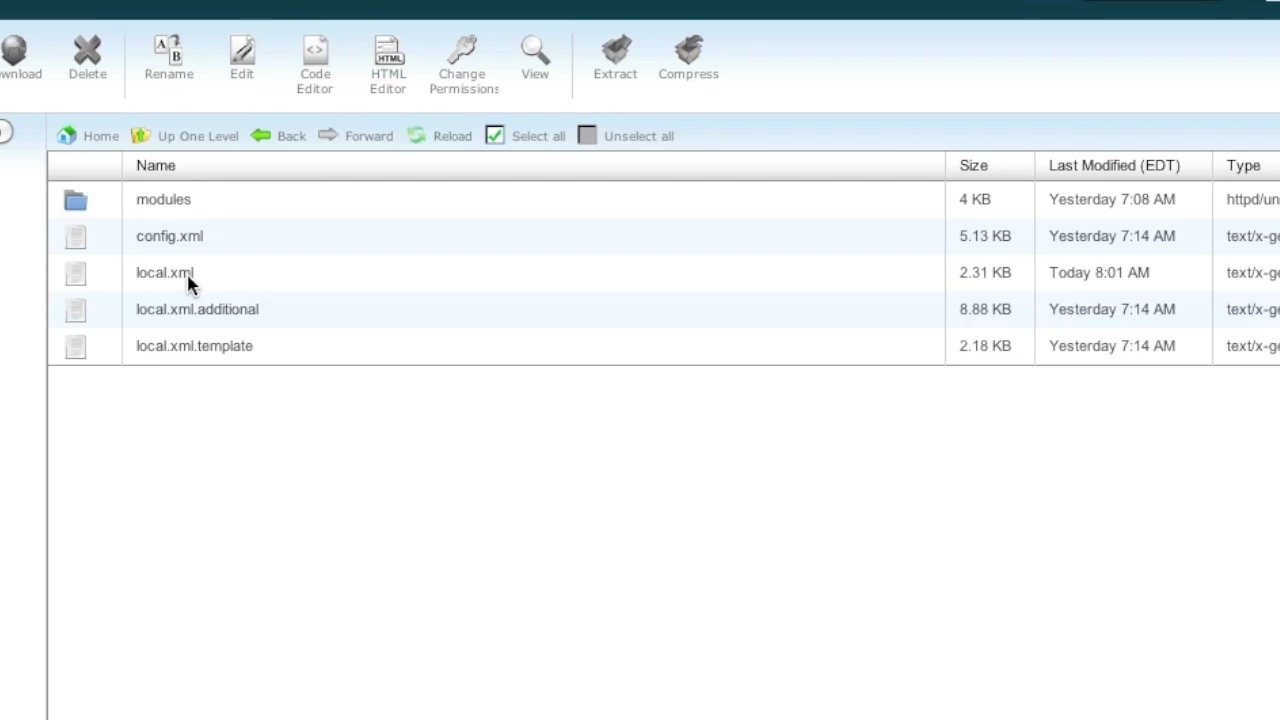 wnload Delete Rename Edit Code Editor HTML Editor Change Permissions View Extract Compress
Home Up One Level Back Forward Reload Select all Unselect all
Name Size Last Modified (EDT) Type
modules 4 KB Yesterday 7:08 AM httpd/un
config.xml 5.13 KB Yesterday 7:14 AM text/x-ge
local.xml 2.31 KB Today 8:01 AM text/x-ge
local.xml.additional 8.88 KB Yesterday 7:14 AM text/x-ge
local.xml.template 2.18 KB Yesterday 7:14 AM text/x-ge